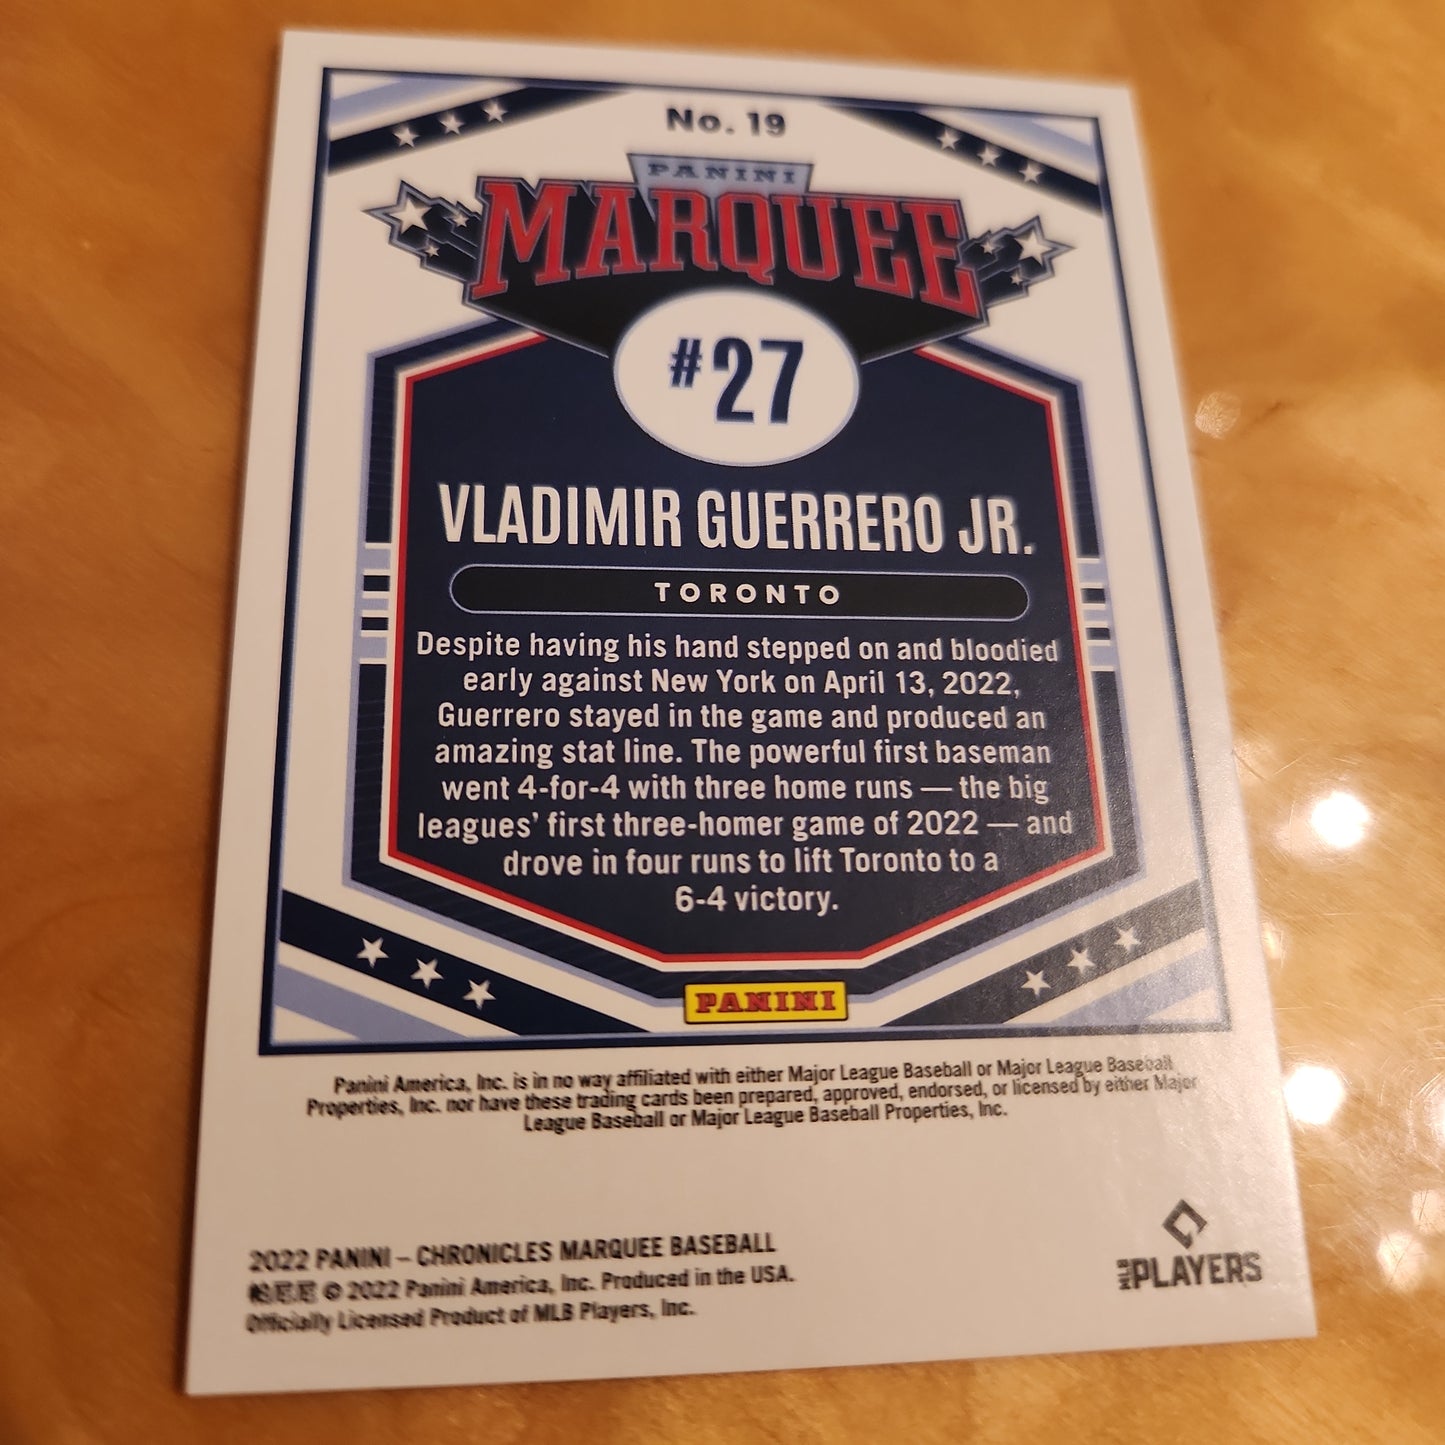 No. 19
PANINI
MARQUEE
#27
VLADIMIR GUERRERO JR.
TORONTO
Despite having his hand stepped on and bloodied
early against New York on April 13, 2022,
Guerrero stayed in the game and produced an
amazing stat line. The powerful first baseman
went 4-for-4 with three home runs — the big
leagues’ first three-homer game of 2022 — and
drove in four runs to lift Toronto to a
6-4 victory.
PANINI
Panini America, Inc. is in no way affiliated with either Major League Baseball or Major League Baseball
Properties, Inc. nor have these trading cards been prepared, approved, endorsed, or licensed by either Major
League Baseball or Major League Baseball Properties, Inc.
2022 PANINI – CHRONICLES MARQUEE BASEBALL
帕尼尼 © 2022 Panini America, Inc. Produced in the USA.
Officially Licensed Product of MLB Players, Inc.
MLB PLAYERS